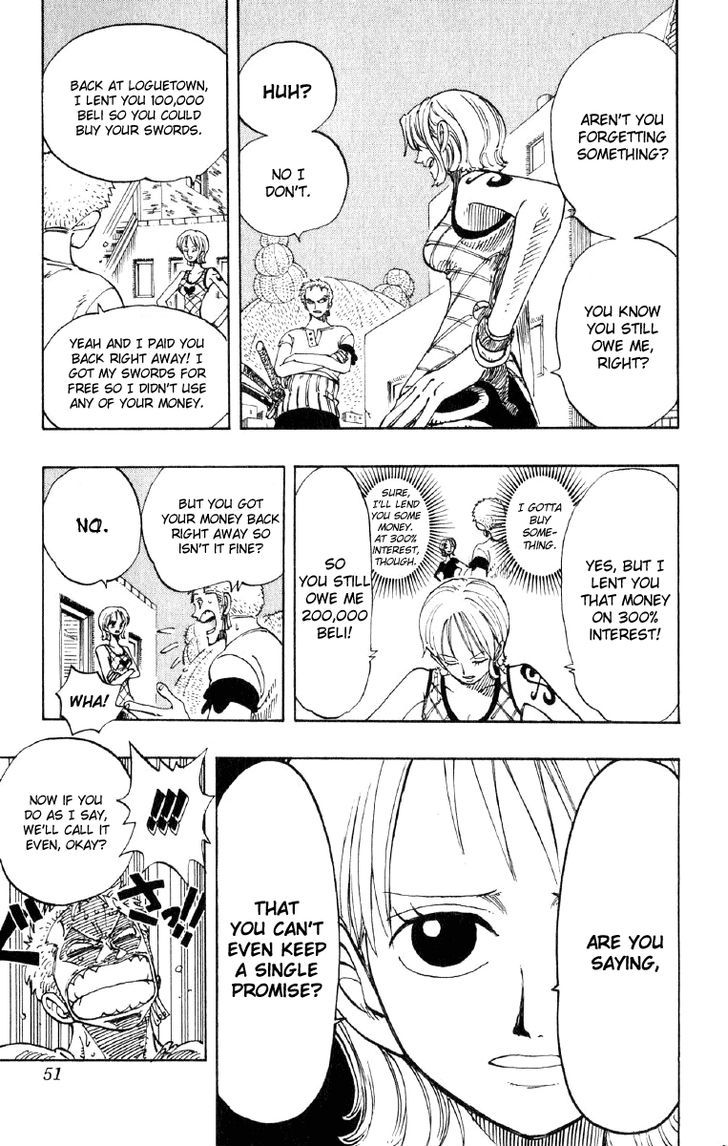 AREN'T YOU
FORGETTING
SOMETHING?
YOU KNOW
YOU STILL
OWE ME,
RIGHT?
HUH?
NO I
DON'T.
BACK AT LOGUETOWN,
I LENT YOU 100,000
BELI SO YOU COULD
BUY YOUR SWORDS.
YEAH AND I PAID YOU
BACK RIGHT AWAY! I
GOT MY SWORDS FOR
FREE SO I DIDN'T USE
ANY OF YOUR MONEY.
YES, BUT I
LENT YOU
THAT MONEY
ON 300%
INTEREST!
I GOTTA
BUY
SOME-
THING.
SURE,
I'LL LEND
YOU SOME
MONEY.
AT 300%
INTEREST,
THOUGH.
SO
YOU STILL
OWE ME
200,000
BELI!
BUT YOU GOT
YOUR MONEY BACK
RIGHT AWAY SO
ISN'T IT FINE?
NO.
WHA!
ARE YOU
SAYING,
THAT
YOU CAN'T
EVEN KEEP
A SINGLE
PROMISE?
!!!
NOW IF YOU
DO AS I SAY,
WE'LL CALL IT
EVEN, OKAY?
51